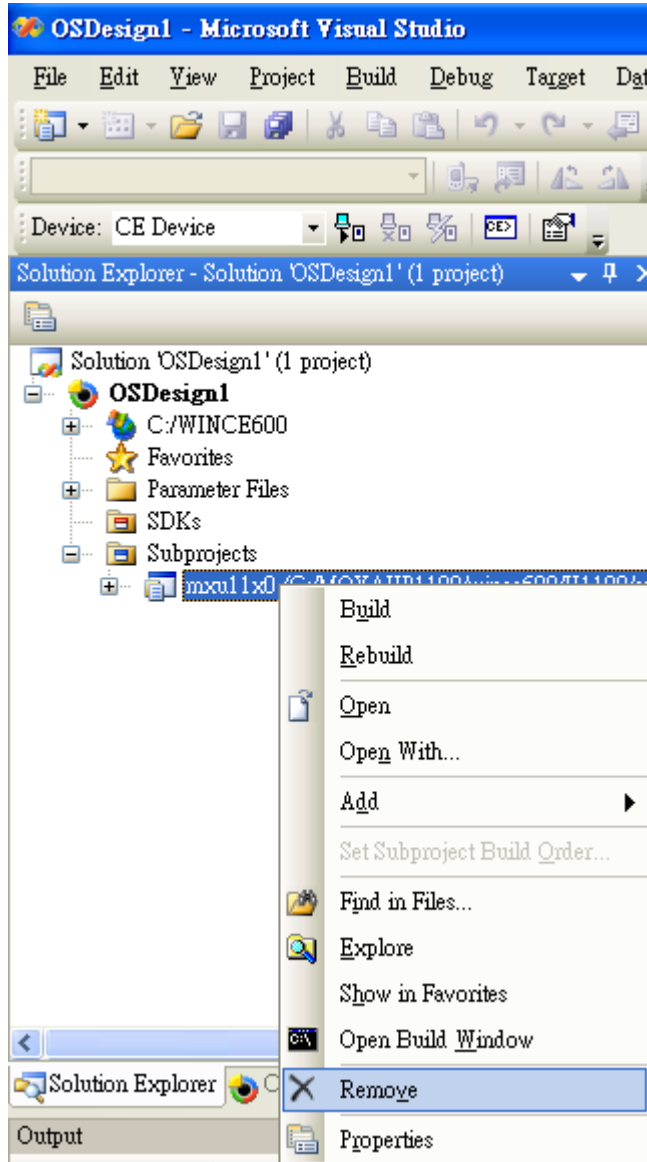 OSDesign1 - Microsoft Visual Studio
File Edit View Project Build Debug Target Dat
Device: CE Device CE>
Solution Explorer - Solution 'OSDesign1' (1 project)
Solution 'OSDesign1' (1 project)
OSDesign1
C:/WINCE600
Favorites
Parameter Files
SDKs
Subprojects
mxu11x0
Build
Rebuild
Open
Open With...
Add
Set Subproject Build Order...
Find in Files...
Explore
Show in Favorites
C:\ Open Build Window
Solution Explorer C
Remove
Output
Properties